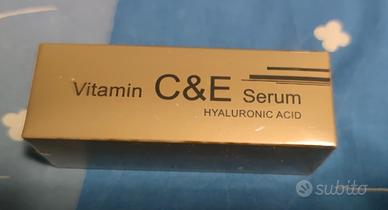 Vitamin C&E Serum
HYALURONIC ACID
subito